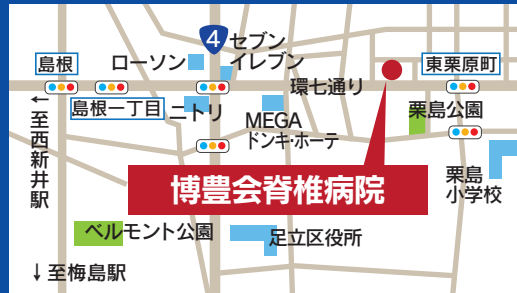 4
セブン
イレブン
ローソン
島根
東栗原町
環七通り
島根一丁目
ニトリ
MEGA
ドンキ・ホーテ
栗島公園
←至西新井駅
博豊会脊椎病院
栗島
小学校
ベルモント公園
足立区役所
↓至梅島駅